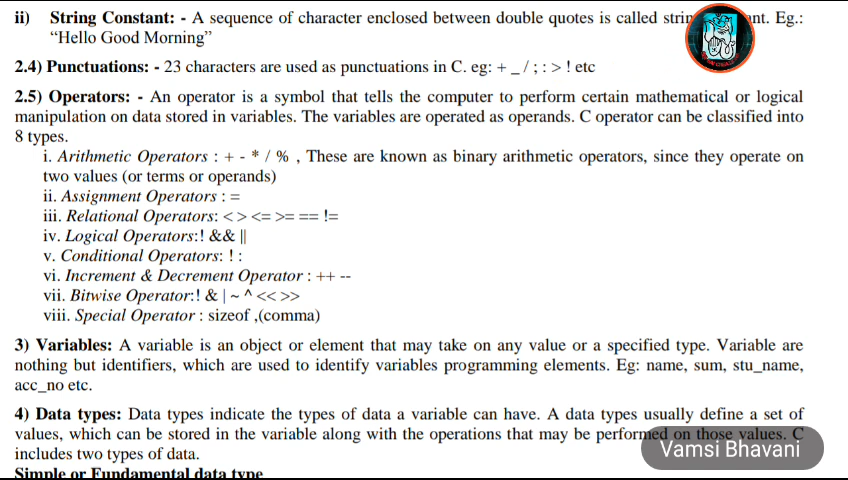 ii) String Constant: - A sequence of character enclosed between double quotes is called strin nt. Eg.:
“Hello Good Morning”
2.4) Punctuations: - 23 characters are used as punctuations in C. eg: + _ / ; : > ! etc
2.5) Operators: - An operator is a symbol that tells the computer to perform certain mathematical or logical
manipulation on data stored in variables. The variables are operated as operands. C operator can be classified into
8 types.
i. Arithmetic Operators : + - * / % , These are known as binary arithmetic operators, since they operate on
two values (or terms or operands)
ii. Assignment Operators : =
iii. Relational Operators: < > <= >= == !=
iv. Logical Operators:! && ||
v. Conditional Operators: ! :
vi. Increment & Decrement Operator : ++ --
vii. Bitwise Operator:! & | ~ ^ << >>
viii. Special Operator : sizeof ,(comma)
3) Variables: A variable is an object or element that may take on any value or a specified type. Variable are
nothing but identifiers, which are used to identify variables programming elements. Eg: name, sum, stu_name,
acc_no etc.
4) Data types: Data types indicate the types of data a variable can have. A data types usually define a set of
values, which can be stored in the variable along with the operations that may be performed on those values. C
includes two types of data.
Vamsi Bhavani
Simple or Fundamental data type